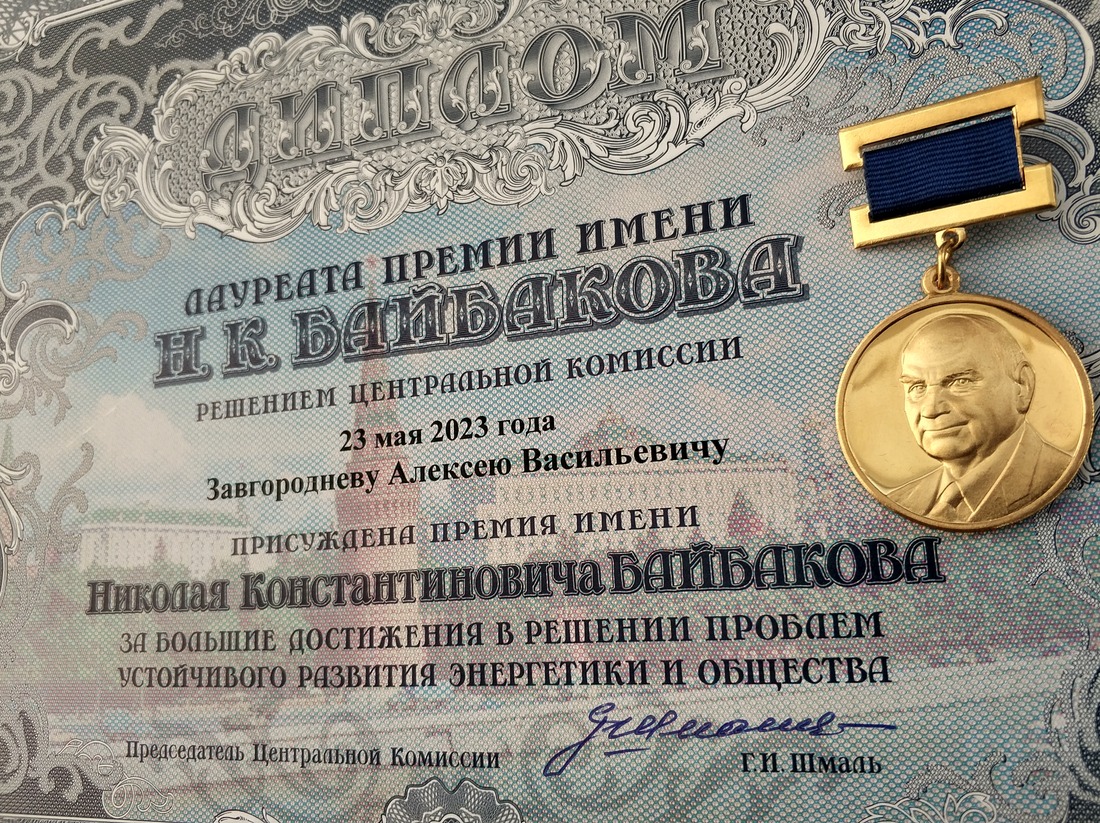 ДИПЛОМ
ЛАУРЕАТА ПРЕМИИ ИМЕНИ
Н. К. БАЙБАКОВА
РЕШЕНИЕМ ЦЕНТРАЛЬНОЙ КОМИССИИ
23 мая 2023 года
Завгородневу Алексею Васильевичу
ПРИСУЖДЕНА ПРЕМИЯ ИМЕНИ
Николая Константиновича БАЙБАКОВА
ЗА БОЛЬШИЕ ДОСТИЖЕНИЯ В РЕШЕНИИ ПРОБЛЕМ
УСТОЙЧИВОГО РАЗВИТИЯ ЭНЕРГЕТИКИ И ОБЩЕСТВА
Председатель Центральной Комиссии
Г.И. Шмаль